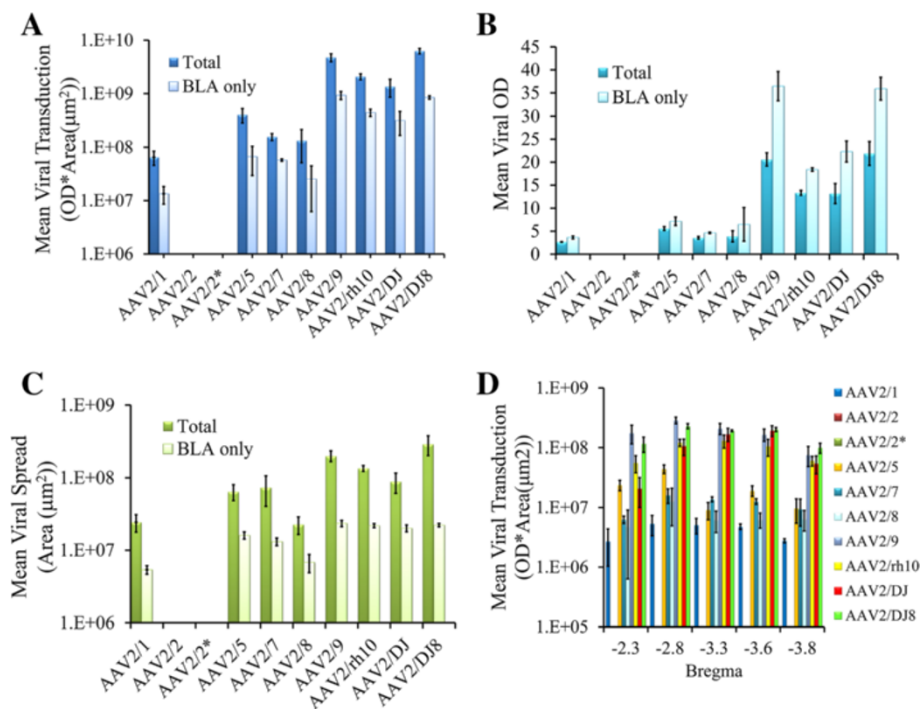 A
Mean Viral Transduction
(OD*Area(µm²)
1.E+10
1.E+09
1.E+08
1.E+07
1.E+06
Total
BLA only
AAV2/1
AAV2/2
AAV2/2*
AAV2/5
AAV2/7
AAV2/8
AAV2/9
AAV2/rh10
AAV2/DJ
AAV2/DJ8
B
Mean Viral OD
45
40
35
30
25
20
15
10
5
0
Total
BLA only
AAV2/1
AAV2/2
AAV2/2*
AAV2/5
AAV2/7
AAV2/8
AAV2/9
AAV2/rh10
AAV2/DJ
AAV2/DJ8
C
Mean Viral Spread
(Area (µm²)
1.E+09
1.E+08
1.E+07
1.E+06
Total
BLA only
AAV2/1
AAV2/2
AAV2/2*
AAV2/5
AAV2/7
AAV2/8
AAV2/9
AAV2/rh10
AAV2/DJ
AAV2/DJ8
D
Mean Viral Transduction
(OD*Area(µm2)
1.E+09
1.E+08
1.E+07
1.E+06
1.E+05
-2.3 -2.8 -3.3 -3.6 -3.8
Bregma
AAV2/1
AAV2/2
AAV2/2*
AAV2/5
AAV2/7
AAV2/8
AAV2/9
AAV2/rh10
AAV2/DJ
AAV2/DJ8